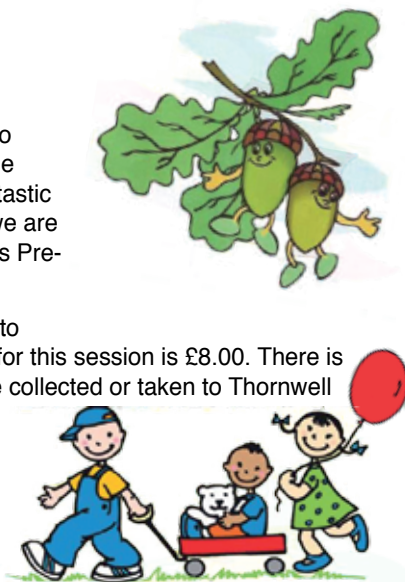 o
e
tastic
we are
s Pre-
to
for this session is £8.00. There is
e collected or taken to Thornwell